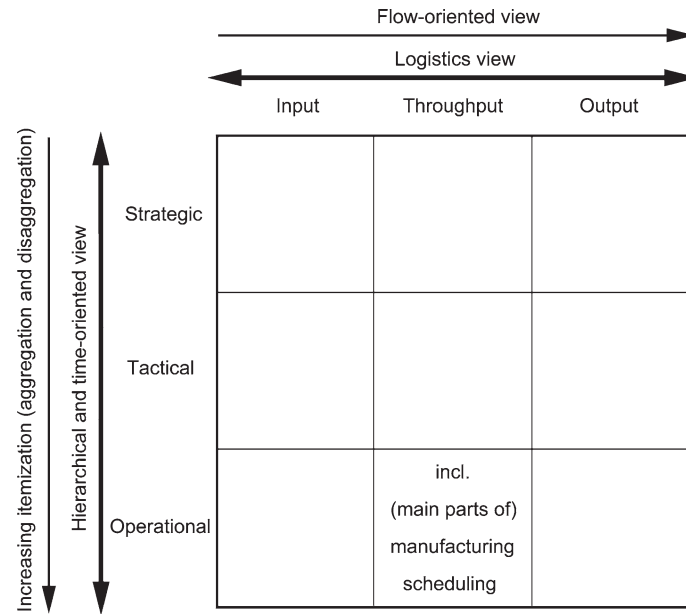 Flow-oriented view
Logistics view
Input Throughput Output
Increasing itemization (aggregation and disaggregation)
Hierarchical and time-oriented view
Strategic
Tactical
Operational
incl.
(main parts of)
manufacturing
scheduling